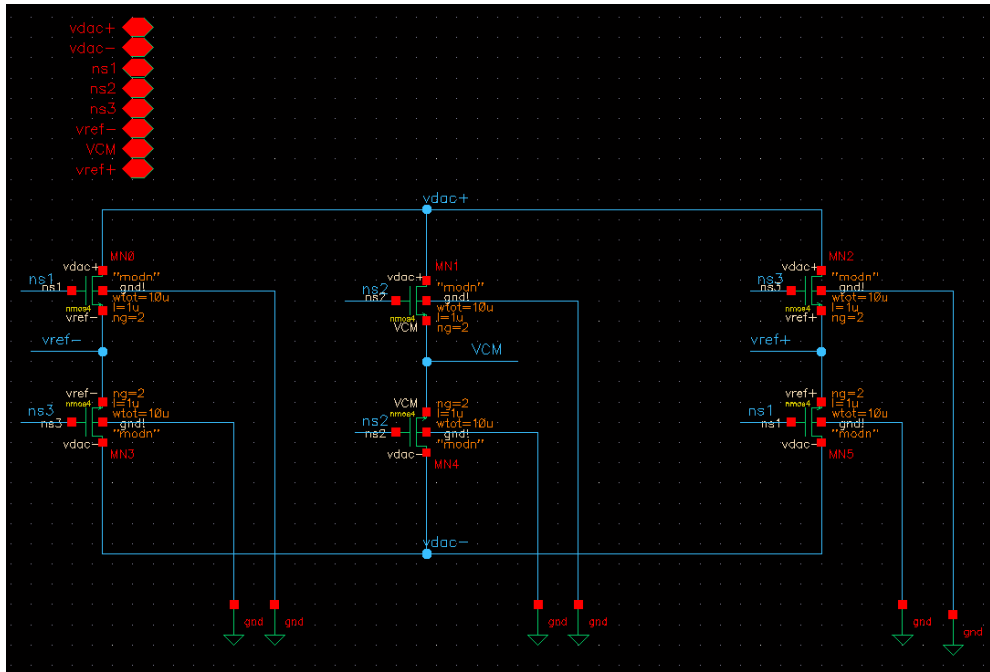 vdac+
vdac-
ns1
ns2
ns3
vref-
VCM
vref+
vdac+
MN0
vdac+
ns1
ns1
"modn"
gnd!
wtot=10u
l=1u
nmos4
vref-
ng=2
MN1
vdac+
ns2
ns2
"modn"
gnd!
wtot=10u
l=1u
nmos4
VCM
ng=2
MN2
vdac+
ns3
ns3
"modn"
gnd!
wtot=10u
l=1u
nmos4
vref+
ng=2
vref-
VCM
vref+
vref-
ng=2
nmos4
l=1u
ns3
ns3
wtot=10u
gnd!
"modn"
vdac-
MN3
VCM
ng=2
nmos4
l=1u
ns2
ns2
wtot=10u
gnd!
"modn"
vdac-
MN4
vref+
ng=2
nmos4
l=1u
ns1
ns1
wtot=10u
gnd!
"modn"
vdac-
MN5
vdac-
gnd
gnd
gnd
gnd
gnd
gnd